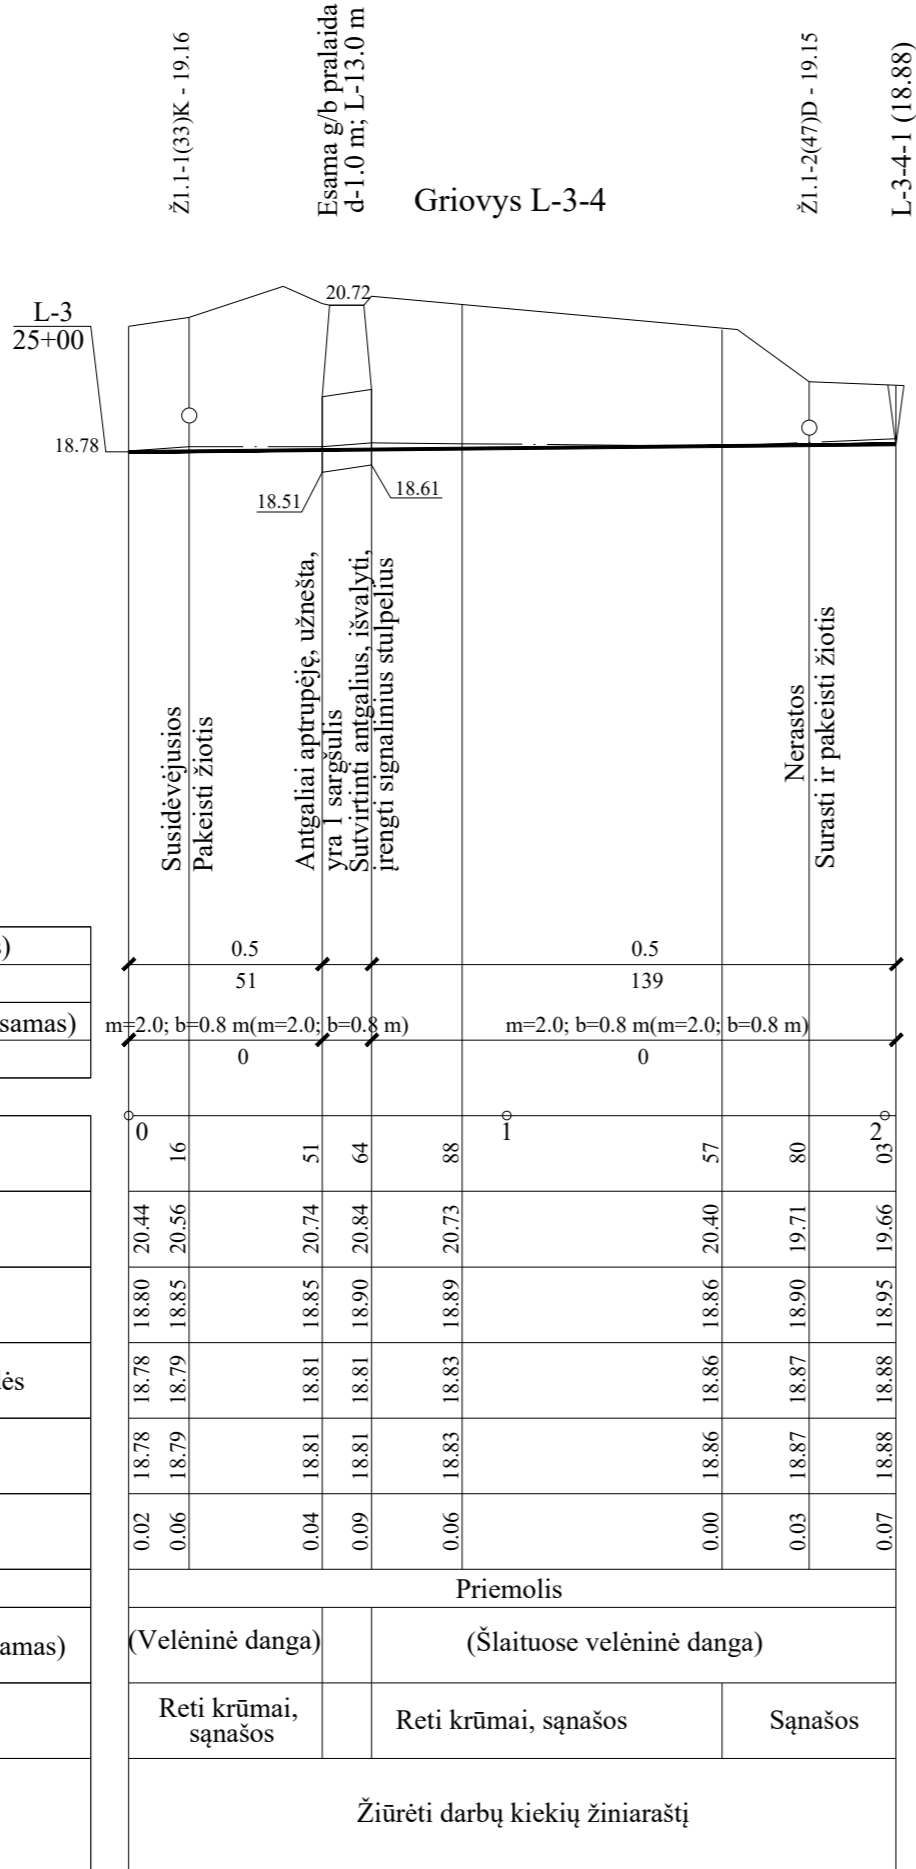 Ž1.1-1(33)K - 19.16
Esama g/b pralaida
d-1.0 m; L-13.0 m
Ž1.1-2(47)D - 19.15
L-3-4-1 (18.88)
Griovys L-3-4
L-3
25+00
20.72
18.78
18.51
18.61
Susidėvėjusios
Pakeisti žiotis
Antgaliai aptrupėję, užnešta,
yra 1 sargšulis
Sutvirtinti antgalius, išvalyti,
įrengti signalinius stulpelius
Nerastos
Surasti ir pakeisti žiotis
s)
0.5
0.5
51
139
samas)
m=2.0; b=0.8 m(m=2.0; b=0.8 m)
m=2.0; b=0.8 m(m=2.0; b=0.8 m)
0
0
0
1
2
16
51
64
88
57
80
03
20.44
20.56
20.74
20.84
20.73
20.40
19.71
19.66
18.80
18.85
18.85
18.90
18.89
18.86
18.90
18.95
lės
18.78
18.79
18.81
18.81
18.83
18.86
18.87
18.88
18.78
18.79
18.81
18.81
18.83
18.86
18.87
18.88
0.02
0.06
0.04
0.09
0.06
0.00
0.03
0.07
Priemolis
amas)
(Velėninė danga)
(Šlaituose velėninė danga)
Reti krūmai,
sąnašos
Reti krūmai, sąnašos
Sąnašos
Žiūrėti darbų kiekių žiniaraštį